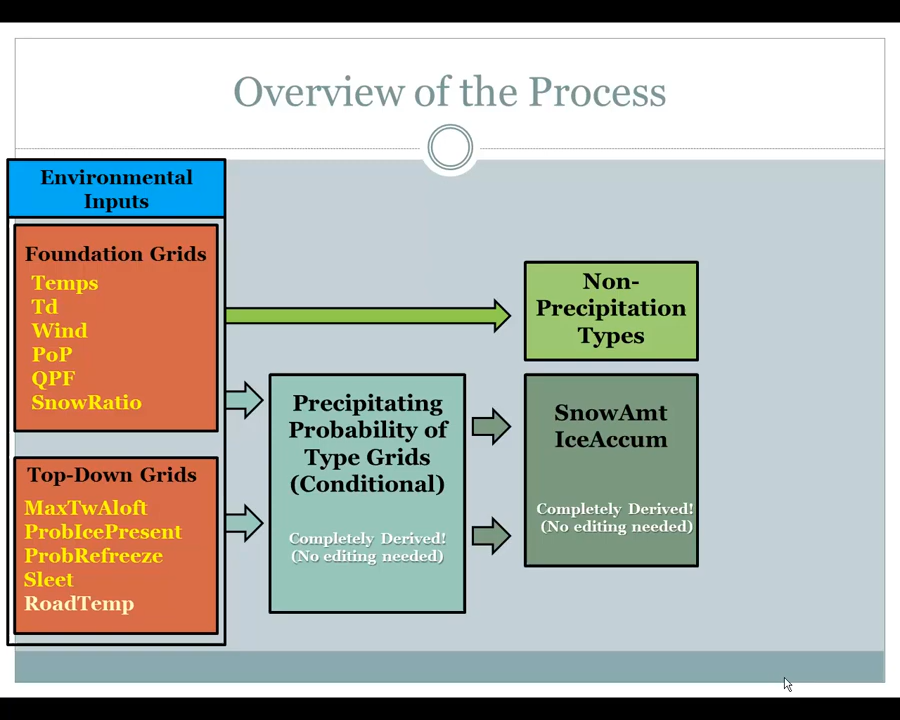 Overview of the Process
Environmental
Inputs
Foundation Grids
Temps
Td
Wind
PoP
QPF
SnowRatio
Top-Down Grids
MaxTwAloft
ProbIcePresent
ProbRefreeze
Sleet
RoadTemp
Precipitating
Probability of
Type Grids
(Conditional)
Completely Derived!
(No editing needed)
Non-
Precipitation
Types
SnowAmt
IceAccum
Completely Derived!
(No editing needed)